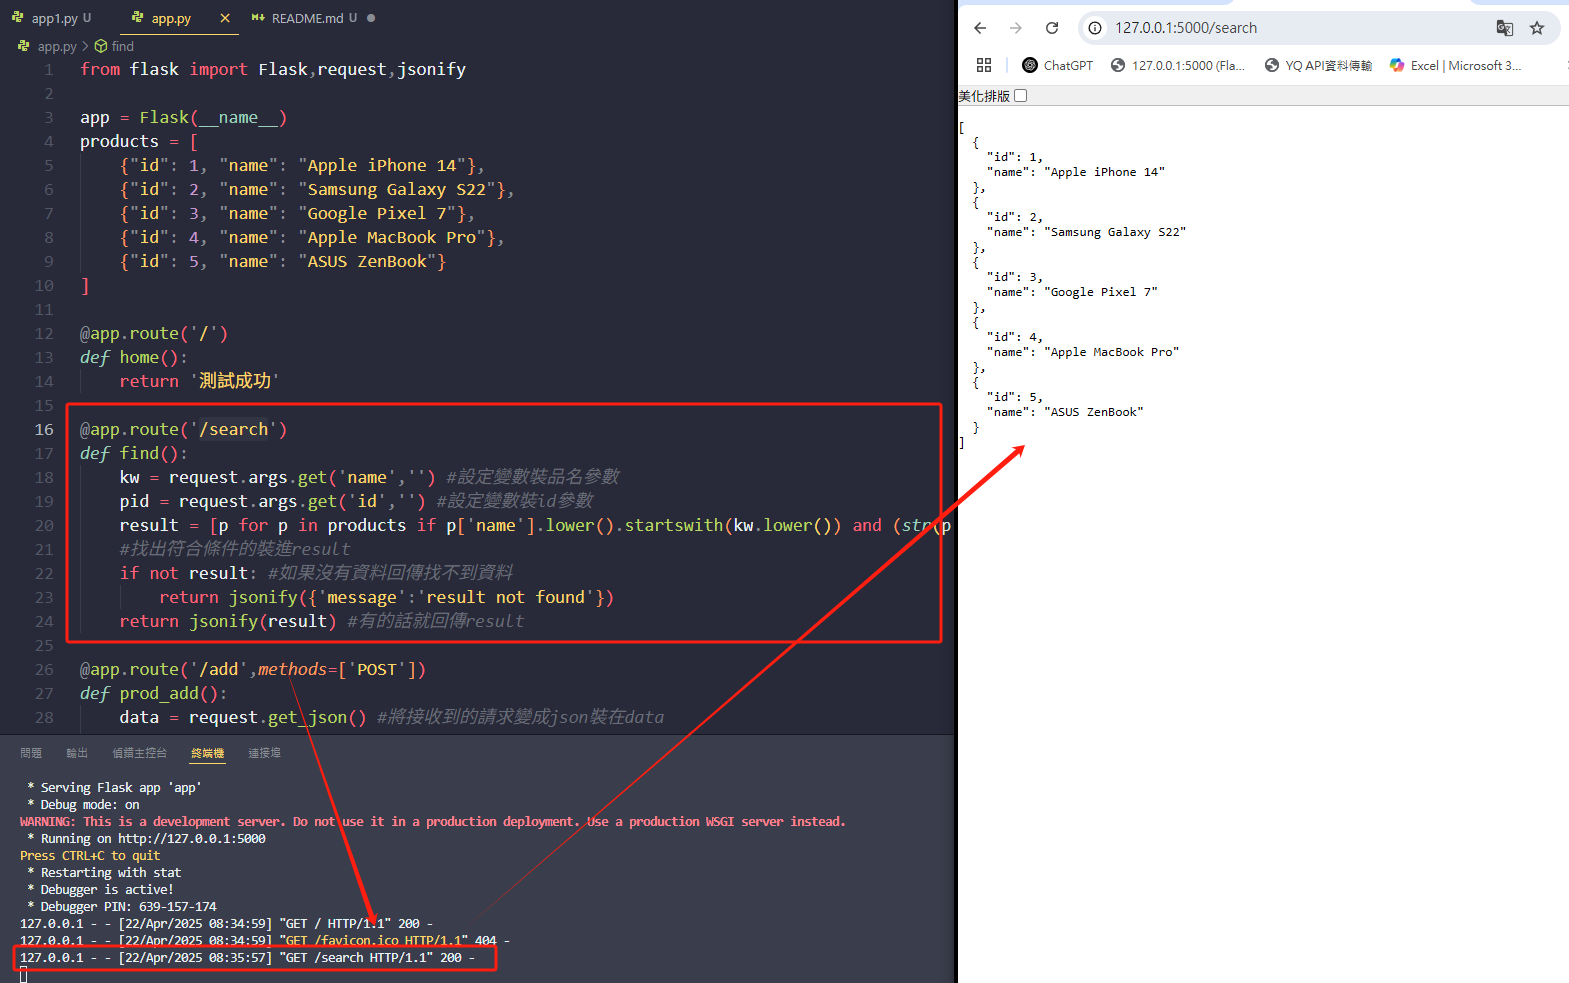 app1.py U
app.py ×
README.md U
app.py > find
1 from flask import Flask,request,jsonify
2
3 app = Flask(__name__)
4 products = [
5 {"id": 1, "name": "Apple iPhone 14"},
6 {"id": 2, "name": "Samsung Galaxy S22"},
7 {"id": 3, "name": "Google Pixel 7"},
8 {"id": 4, "name": "Apple MacBook Pro"},
9 {"id": 5, "name": "ASUS ZenBook"}
10 ]
11
12 @app.route('/')
13 def home():
14 return '測試成功'
15
16 @app.route('/search')
17 def find():
18 kw = request.args.get('name','') #設定變數裝品名參數
19 pid = request.args.get('id','') #設定變數裝id參數
20 result = [p for p in products if p['name'].lower().startswith(kw.lower()) and (str(p
21 #找出符合條件的裝進result
22 if not result: #如果沒有資料回傳找不到資料
23 return jsonify({'message':'result not found'})
24 return jsonify(result) #有的話就回傳result
25
26 @app.route('/add',methods=['POST'])
27 def prod_add():
28 data = request.get_json() #將接收到的請求變成json裝在data
問題 輸出 偵錯主控台 終端機 連接埠
* Serving Flask app 'app'
* Debug mode: on
WARNING: This is a development server. Do not use it in a production deployment. Use a production WSGI server instead.
* Running on http://127.0.0.1:5000
Press CTRL+C to quit
* Restarting with stat
* Debugger is active!
* Debugger PIN: 639-157-174
127.0.0.1 - - [22/Apr/2025 08:34:59] "GET / HTTP/1.1" 200 -
127.0.0.1 - - [22/Apr/2025 08:34:59] "GET /favicon.ico HTTP/1.1" 404 -
127.0.0.1 - - [22/Apr/2025 08:35:57] "GET /search HTTP/1.1" 200 -
127.0.0.1:5000/search
ChatGPT
127.0.0.1:5000 (Fla...
YQ API資料傳輸
Excel | Microsoft 3...
美化排版
[
{
"id": 1,
"name": "Apple iPhone 14"
},
{
"id": 2,
"name": "Samsung Galaxy S22"
},
{
"id": 3,
"name": "Google Pixel 7"
},
{
"id": 4,
"name": "Apple MacBook Pro"
},
{
"id": 5,
"name": "ASUS ZenBook"
}
]